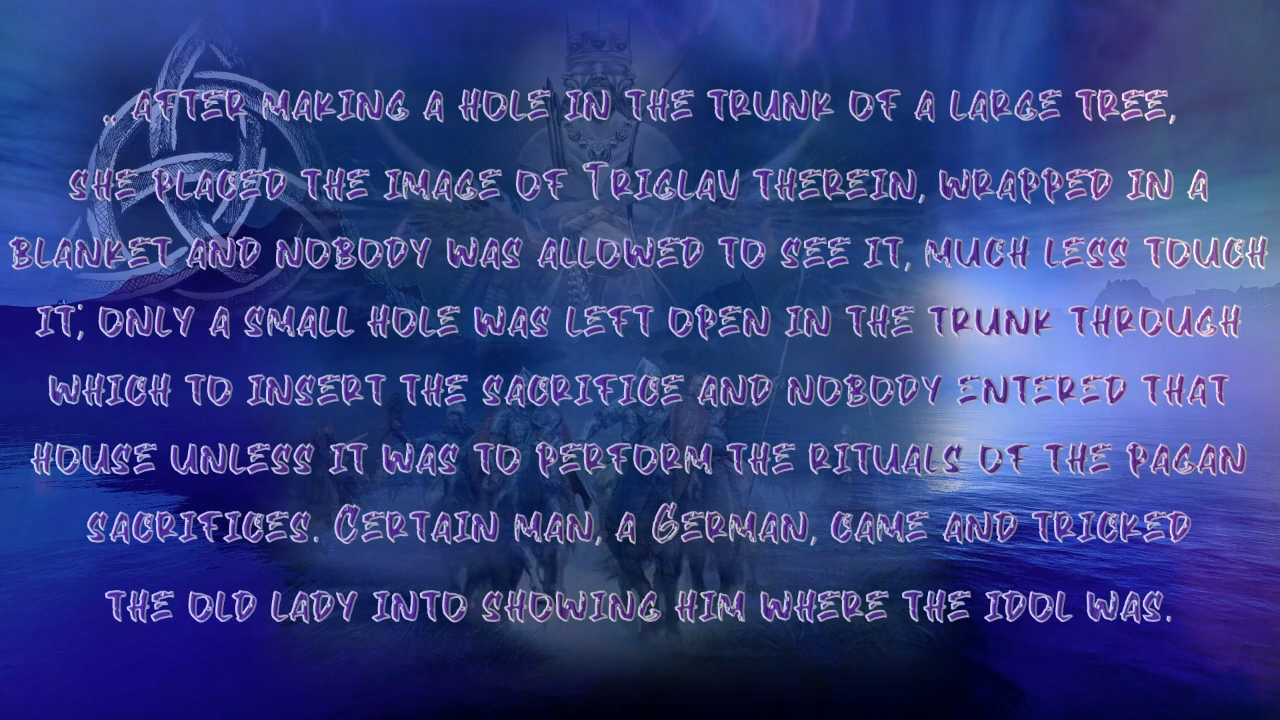 .. After making a hole in the trunk of a large tree,
she placed the image of Triglav therein, wrapped in a
blanket and nobody was allowed to see it, much less touch
it; only a small hole was left open in the trunk through
which to insert the sacrifice and nobody entered that
house unless it was to perform the rituals of the pagan
sacrifices. Certain man, a German, came and tricked
the old lady into showing him where the idol was.